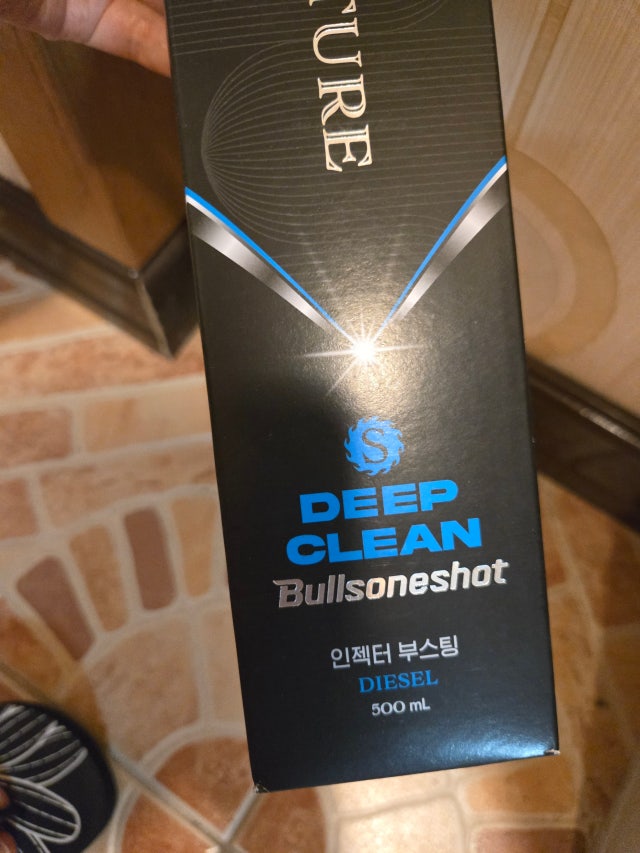 TURE
S
DEEP
CLEAN
Bullsoneshot
인젝터 부스팅
DIESEL
500 mL